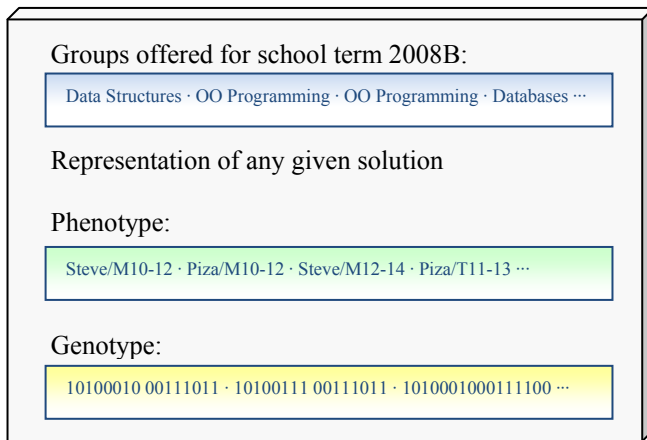 Groups offered for school term 2008B:
Data Structures · OO Programming · OO Programming · Databases ···
Representation of any given solution
Phenotype:
Steve/M10-12 · Piza/M10-12 · Steve/M12-14 · Piza/T11-13 ···
Genotype:
10100010 00111011 · 10100111 00111011 · 1010001000111100 ···